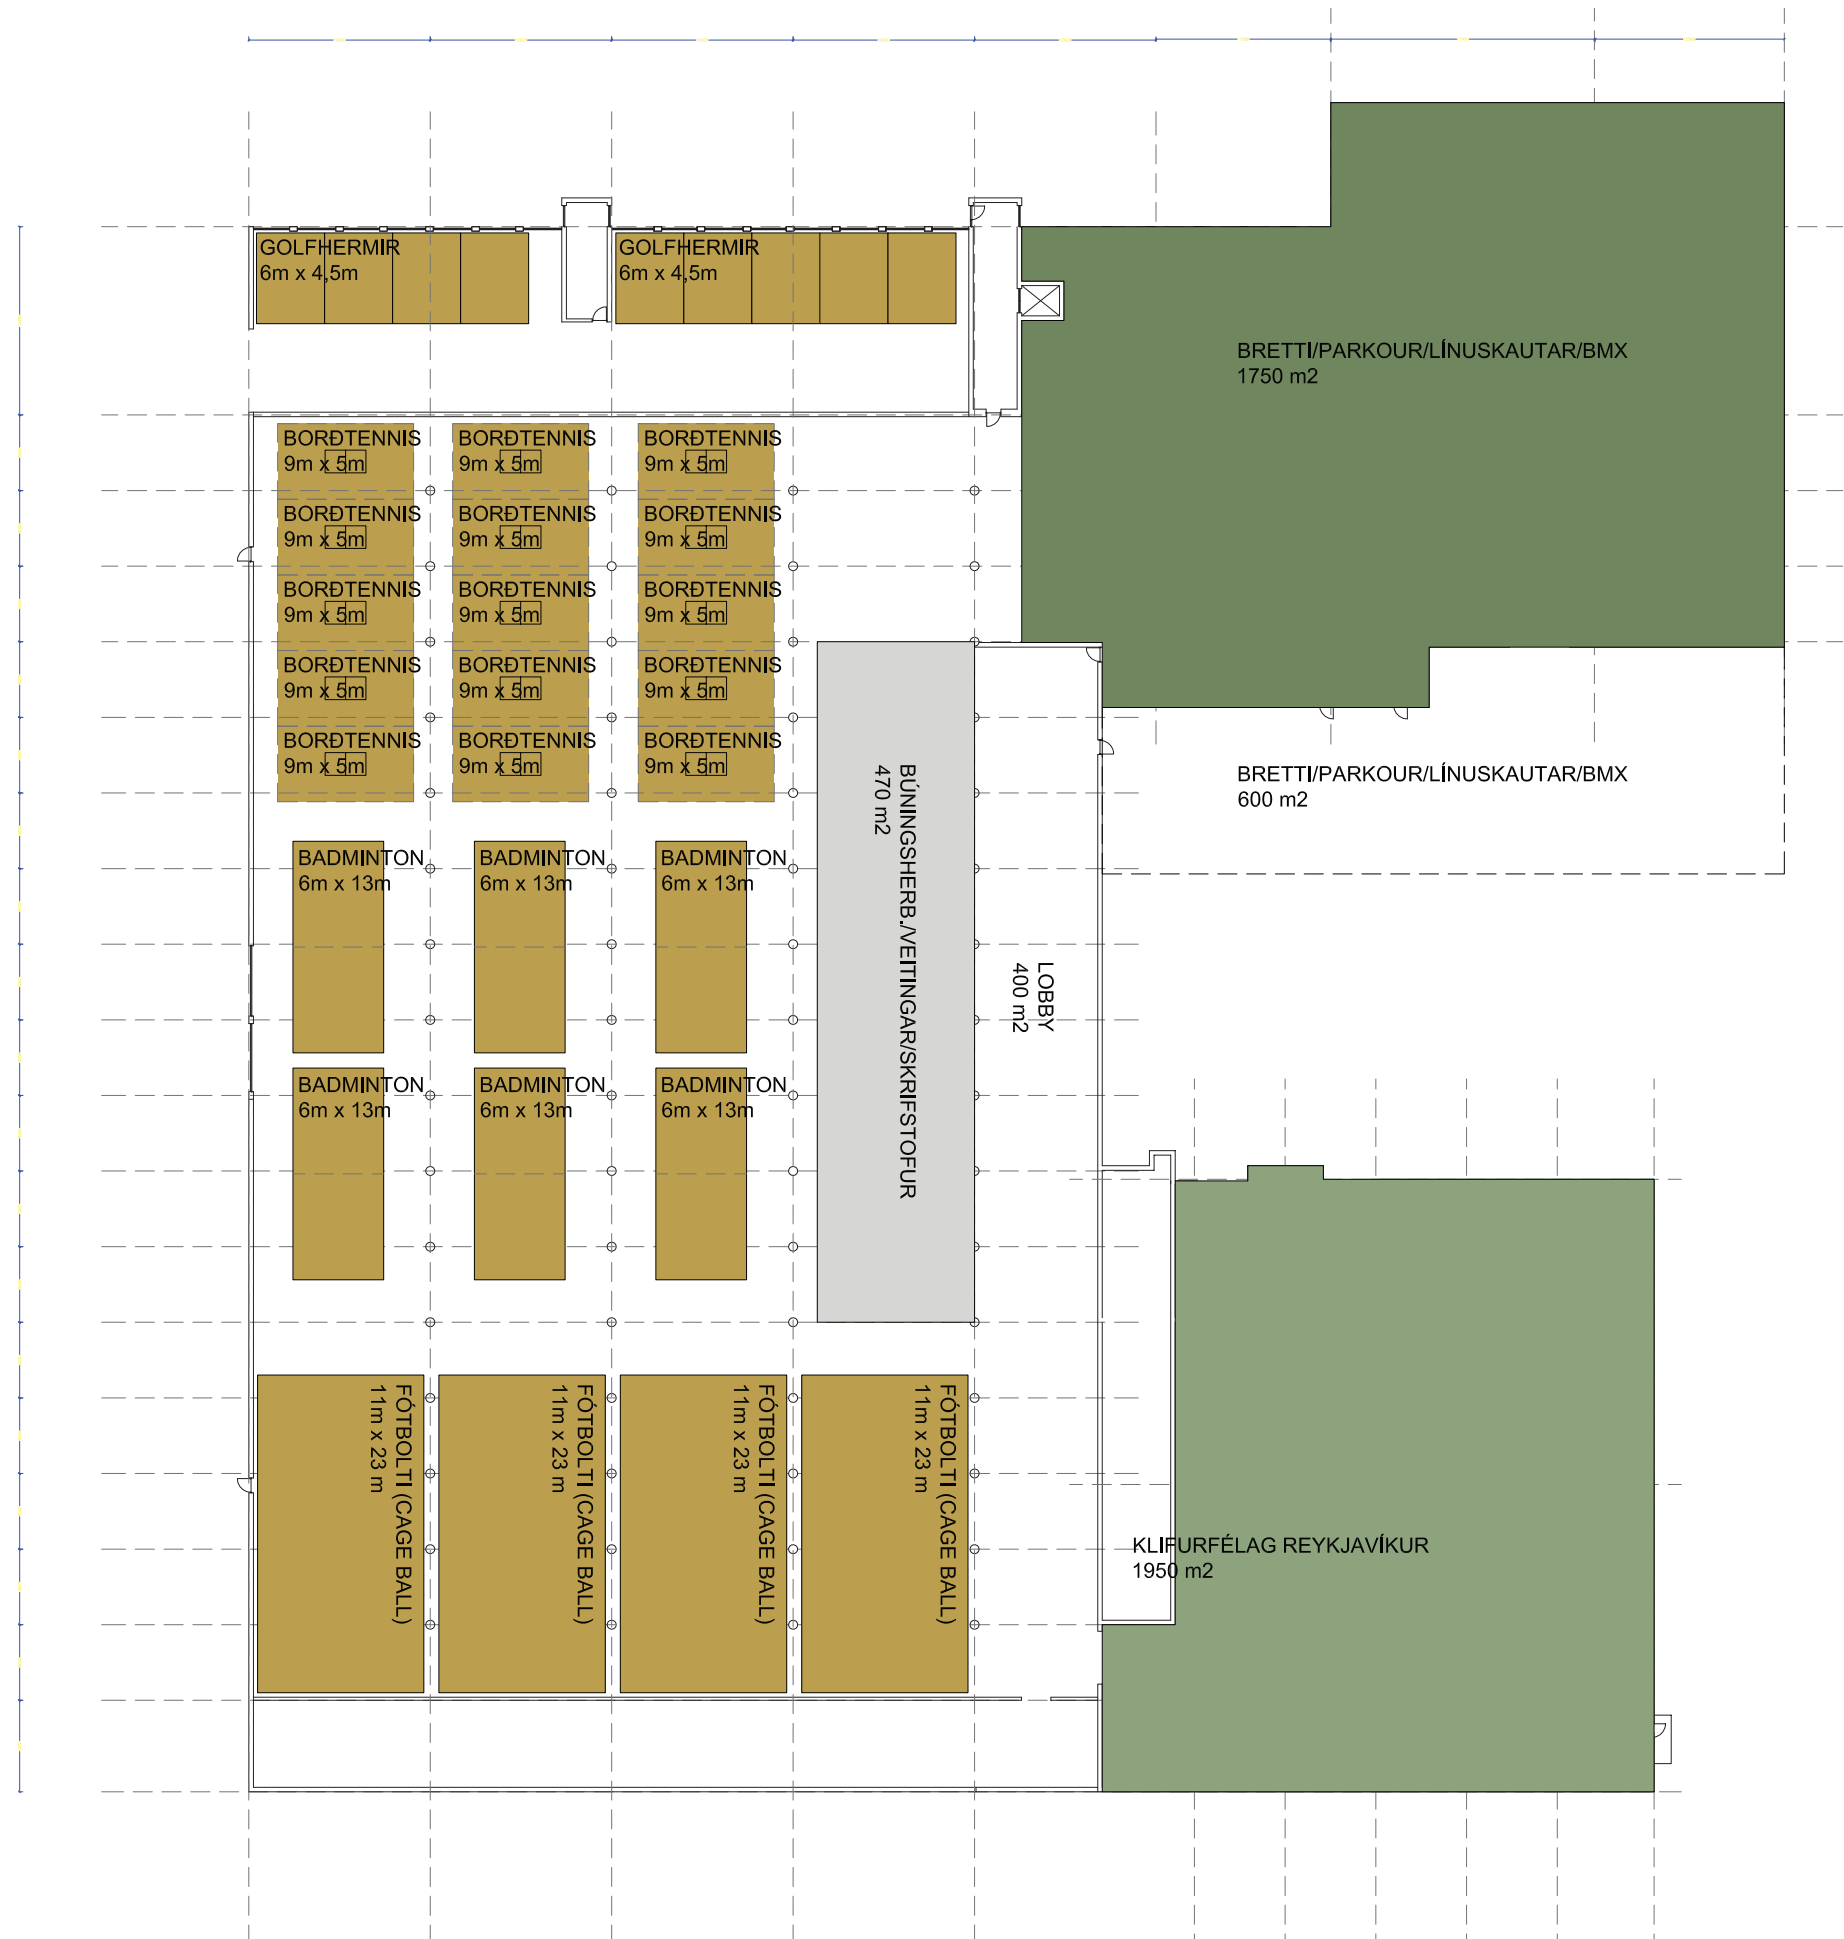 GOLFHERMIR
6m x 4,5m
GOLFHERMIR
6m x 4,5m
BRETTI/PARKOUR/LÍNUSKAUTAR/BMX
1750 m2
BORÐTENNIS
9m x 5m
BORÐTENNIS
9m x 5m
BORÐTENNIS
9m x 5m
BORÐTENNIS
9m x 5m
BORÐTENNIS
9m x 5m
BORÐTENNIS
9m x 5m
BORÐTENNIS
9m x 5m
BORÐTENNIS
9m x 5m
BORÐTENNIS
9m x 5m
BORÐTENNIS
9m x 5m
BORÐTENNIS
9m x 5m
BORÐTENNIS
9m x 5m
BORÐTENNIS
9m x 5m
BORÐTENNIS
9m x 5m
BORÐTENNIS
9m x 5m
BÚNINGSHERB./VEITINGAR/SKRIFSTOFUR
470 m2
BRETTI/PARKOUR/LÍNUSKAUTAR/BMX
600 m2
BADMINTON
6m x 13m
BADMINTON
6m x 13m
BADMINTON
6m x 13m
LOBBY
400 m2
BADMINTON
6m x 13m
BADMINTON
6m x 13m
BADMINTON
6m x 13m
FÓTBOLTI (CAGE BALL)
11m x 23 m
FÓTBOLTI (CAGE BALL)
11m x 23 m
FÓTBOLTI (CAGE BALL)
11m x 23 m
FÓTBOLTI (CAGE BALL)
11m x 23 m
KLIFURFÉLAG REYKJAVÍKUR
1950 m2